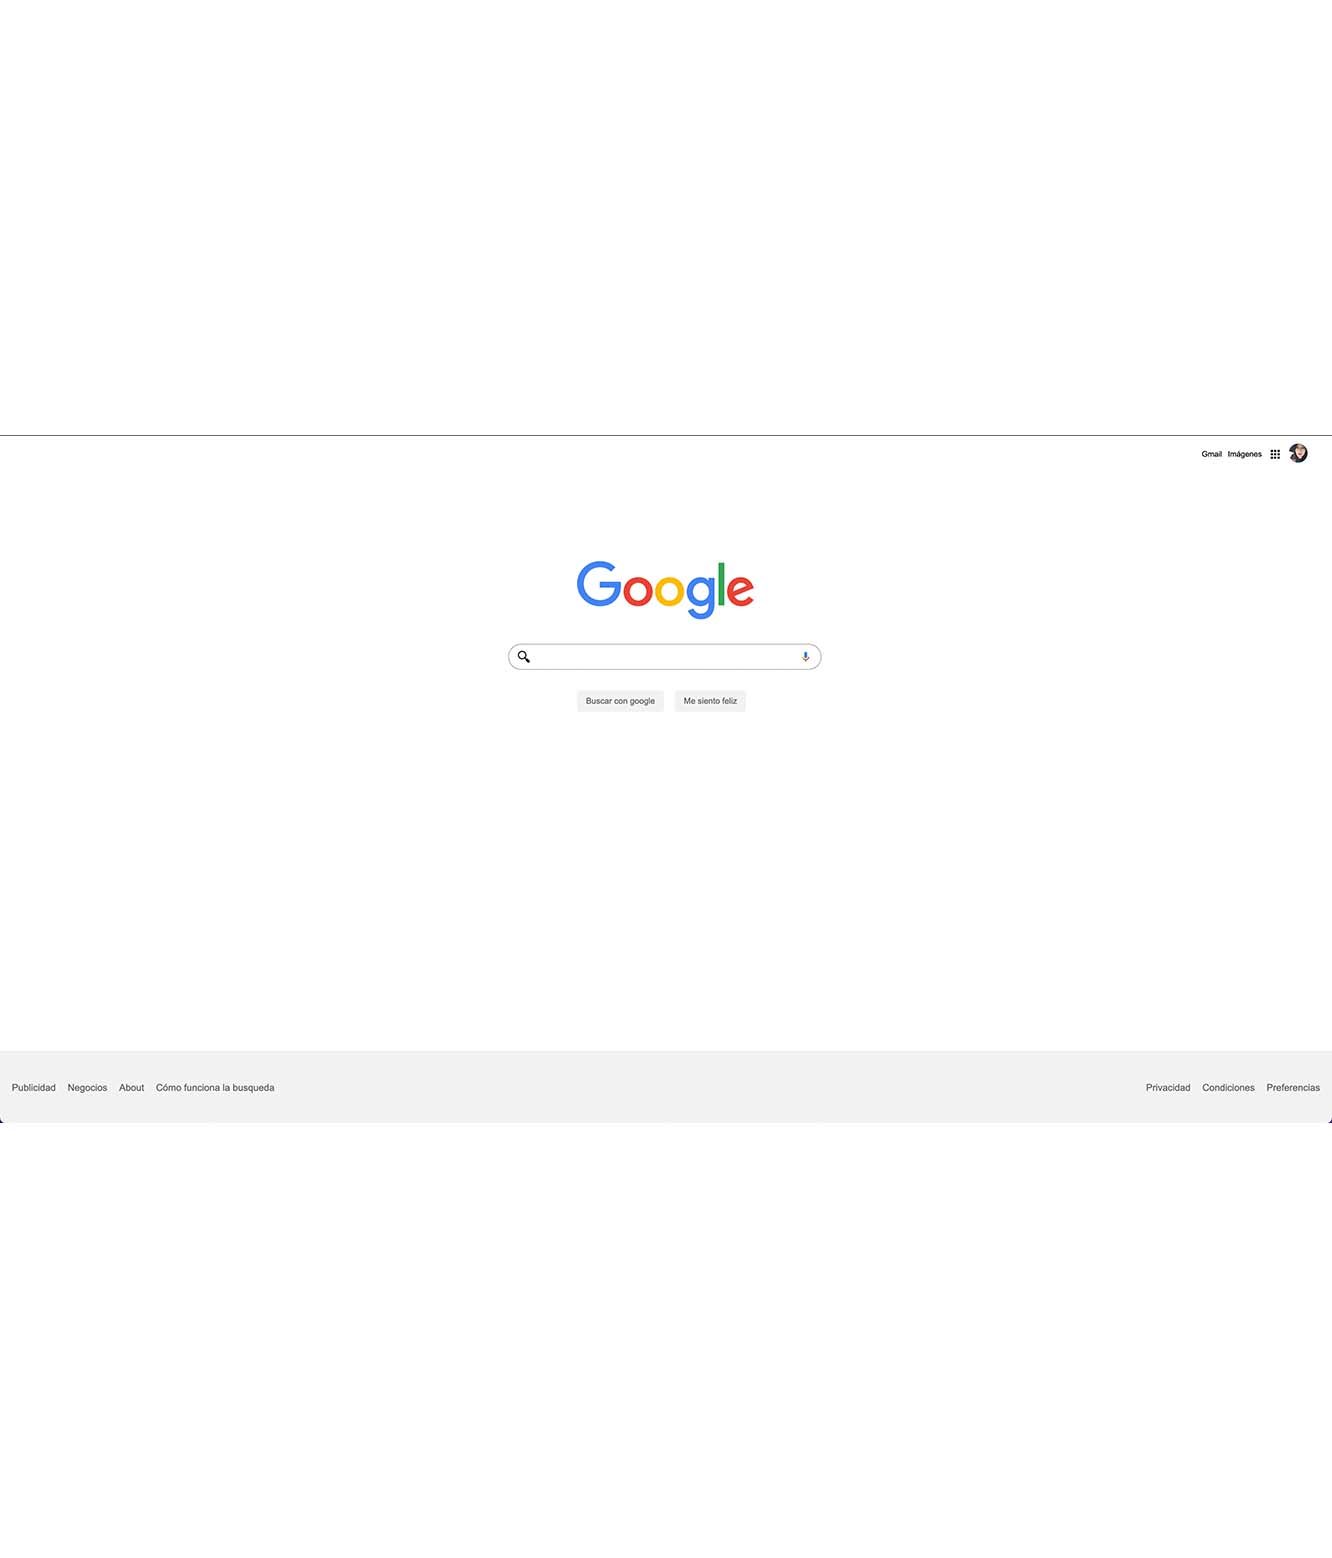 Gmail Imágenes
Google
Buscar con google Me siento feliz
Publicidad Negocios About Cómo funciona la busqueda Privacidad Condiciones Preferencias